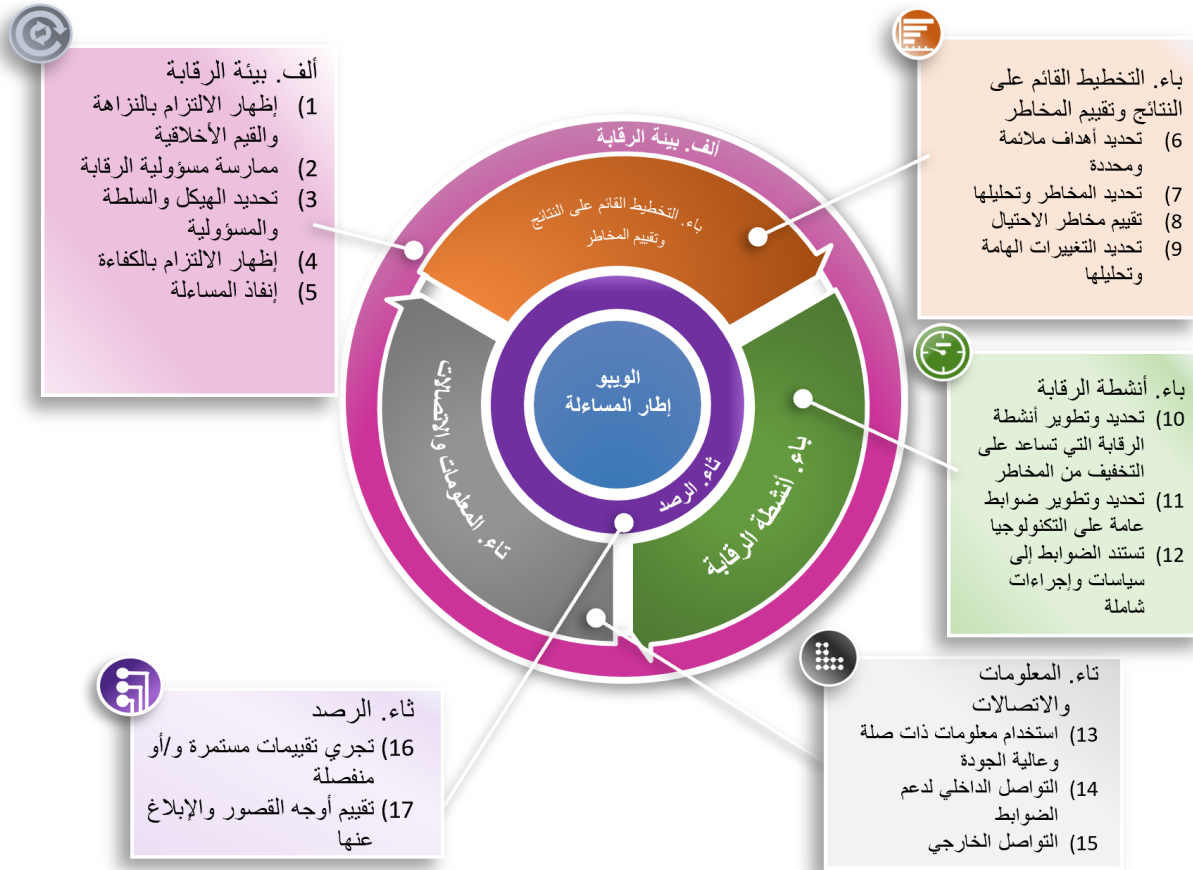 ألف. بيئة الرقابة
1) إظهار الالتزام بالنزاهة
والقيم الأخلاقية
2) ممارسة مسؤولية الرقابة
3) تحديد الهيكل والسلطة
والمسؤولية
4) إظهار الالتزام بالكفاءة
5) إنفاذ المساءلة
باء. التخطيط القائم على
النتائج وتقييم المخاطر
6) تحديد أهداف ملائمة
ومحددة
7) تحديد المخاطر وتحليلها
8) تقييم مخاطر الاحتيال
9) تحديد التغييرات الهامة
وتحليلها
باء. أنشطة الرقابة
10) تحديد وتطوير أنشطة
الرقابة التي تساعد على
التخفيف من المخاطر
11) تحديد وتطوير ضوابط
عامة على التكنولوجيا
12) تستند الضوابط إلى
سياسات وإجراءات
شاملة
تاء. المعلومات
والاتصالات
13) استخدام معلومات ذات صلة
وعالية الجودة
14) التواصل الداخلي لدعم
الضوابط
15) التواصل الخارجي
ثاء. الرصد
16) تجري تقييمات مستمرة و/أو
منفصلة
17) تقييم أوجه القصور والإبلاغ
عنها
ألف. بيئة الرقابة
باء. التخطيط القائم على النتائج
وتقييم المخاطر
باء. أنشطة الرقابة
تاء. المعلومات والاتصالات
ثاء. الرصد
الويبو
إطار المساءلة